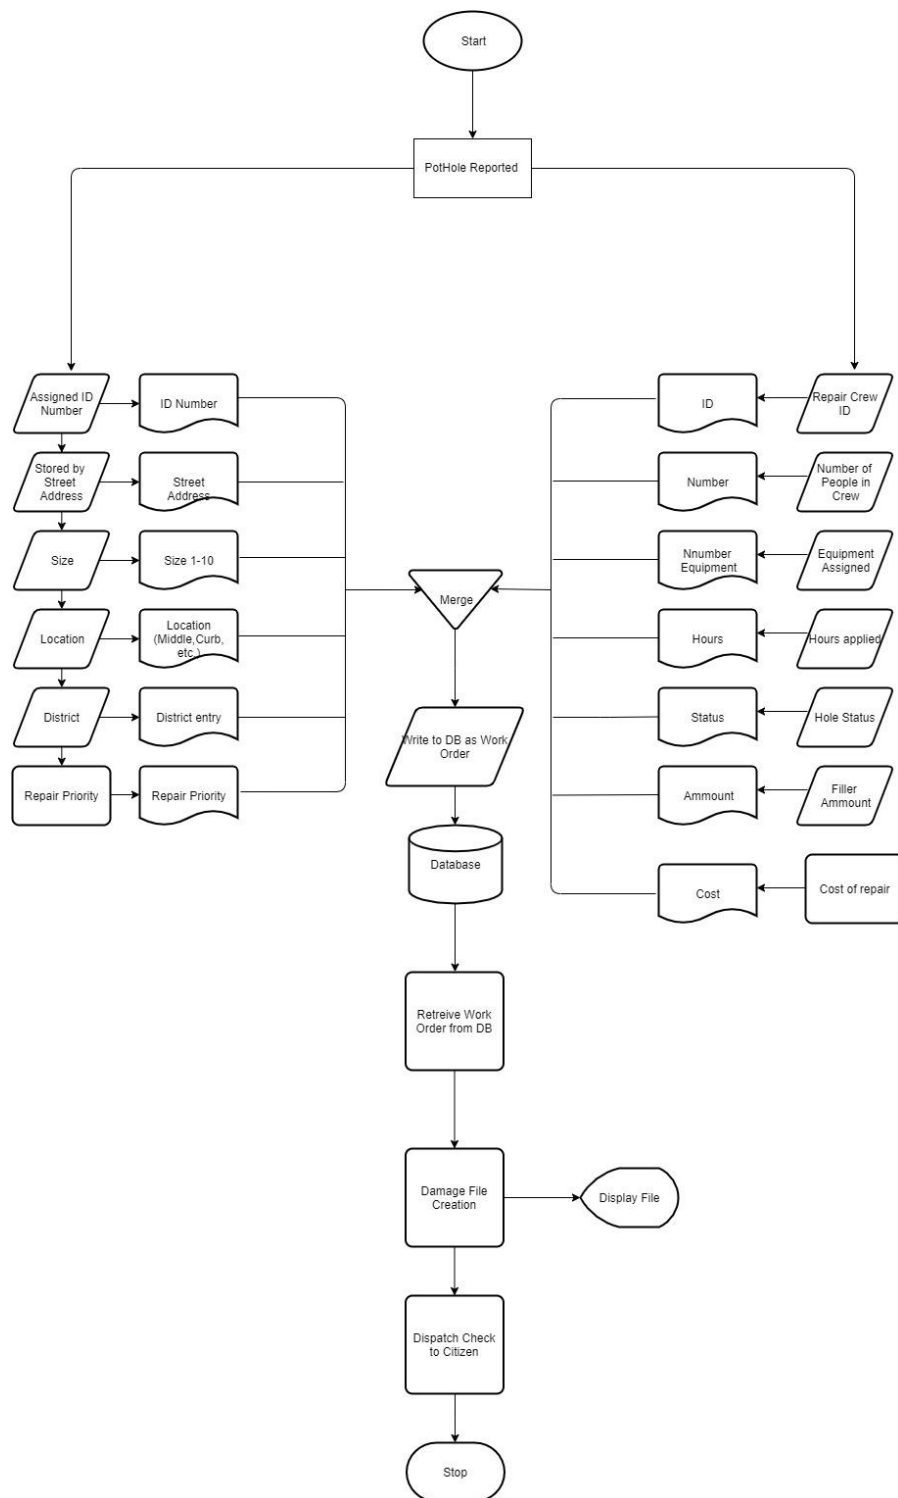 Start
PotHole Reported
Assigned ID
Number
ID Number
ID
Repair Crew
ID
Stored by
Street
Address
Street
Address
Number
Number of
People in
Crew
Size
Size 1-10
Nnumber
Equipment
Equipment
Assigned
Merge
Location
Location
(Middle,Curb,
etc.)
Hours
Hours applied
District
District entry
Write to DB as Work
Order
Status
Hole Status
Repair Priority
Repair Priority
Ammount
Filler
Ammount
Database
Cost
Cost of repair
Retreive Work
Order from DB
Damage File
Creation
Display File
Dispatch Check
to Citizen
Stop